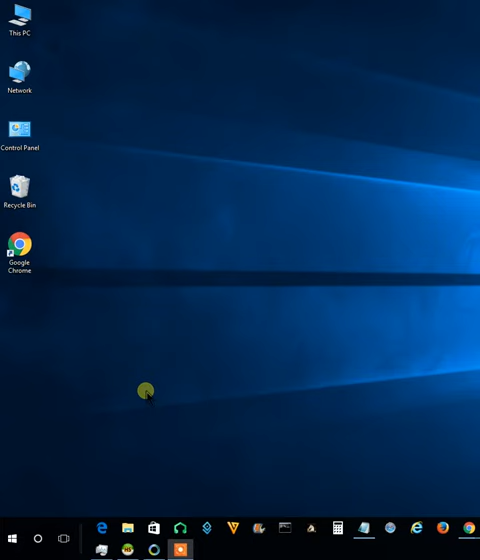 This PC
Network
Control Panel
Recycle Bin
Google
Chrome